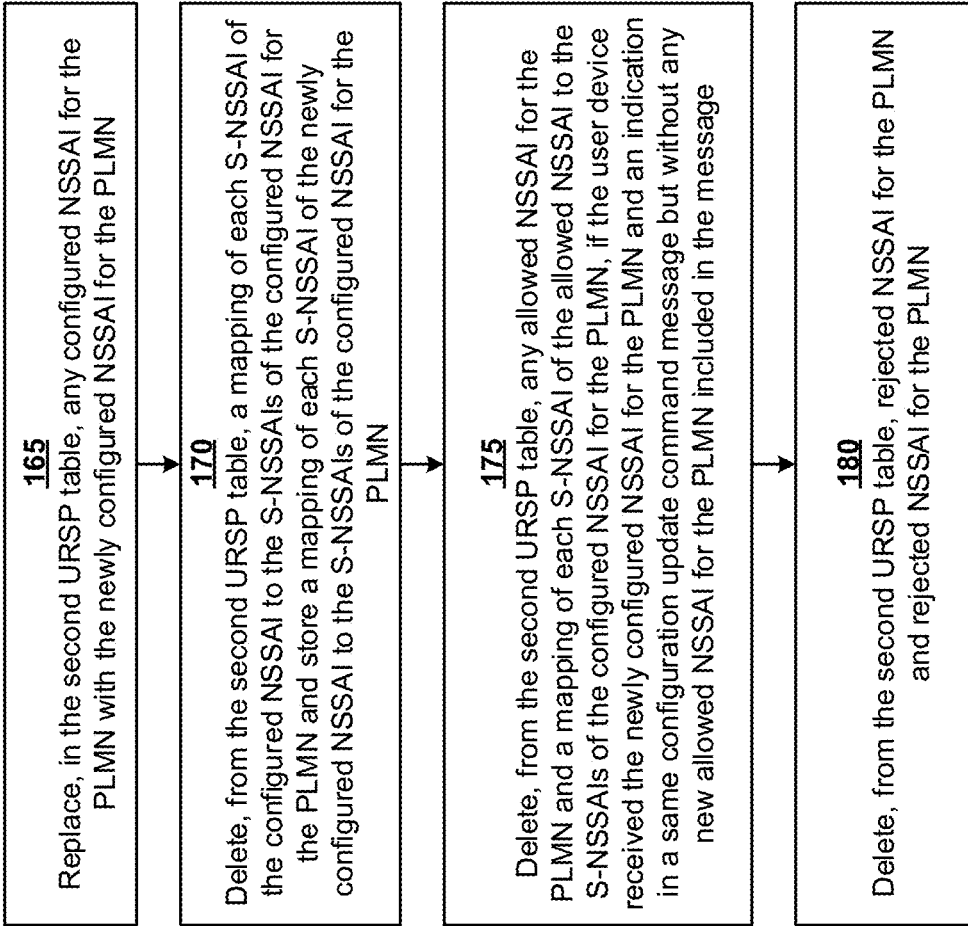 165
Replace, in the second URSP table, any configured NSSAI for the
PLMN with the newly configured NSSAI for the PLMN
170
Delete, from the second URSP table, a mapping of each S-NSSAI of
the configured NSSAI to the S-NSSAIs of the configured NSSAI for
the PLMN and store a mapping of each S-NSSAI of the newly
configured NSSAI to the S-NSSAIs of the configured NSSAI for the
PLMN
175
Delete, from the second URSP table, any allowed NSSAI for the
PLMN and a mapping of each S-NSSAI of the allowed NSSAI to the
S-NSSAIs of the configured NSSAI for the PLMN, if the user device
received the newly configured NSSAI for the PLMN and an indication
in a same configuration update command message but without any
new allowed NSSAI for the PLMN included in the message
180
Delete, from the second URSP table, rejected NSSAI for the PLMN
and rejected NSSAI for the PLMN